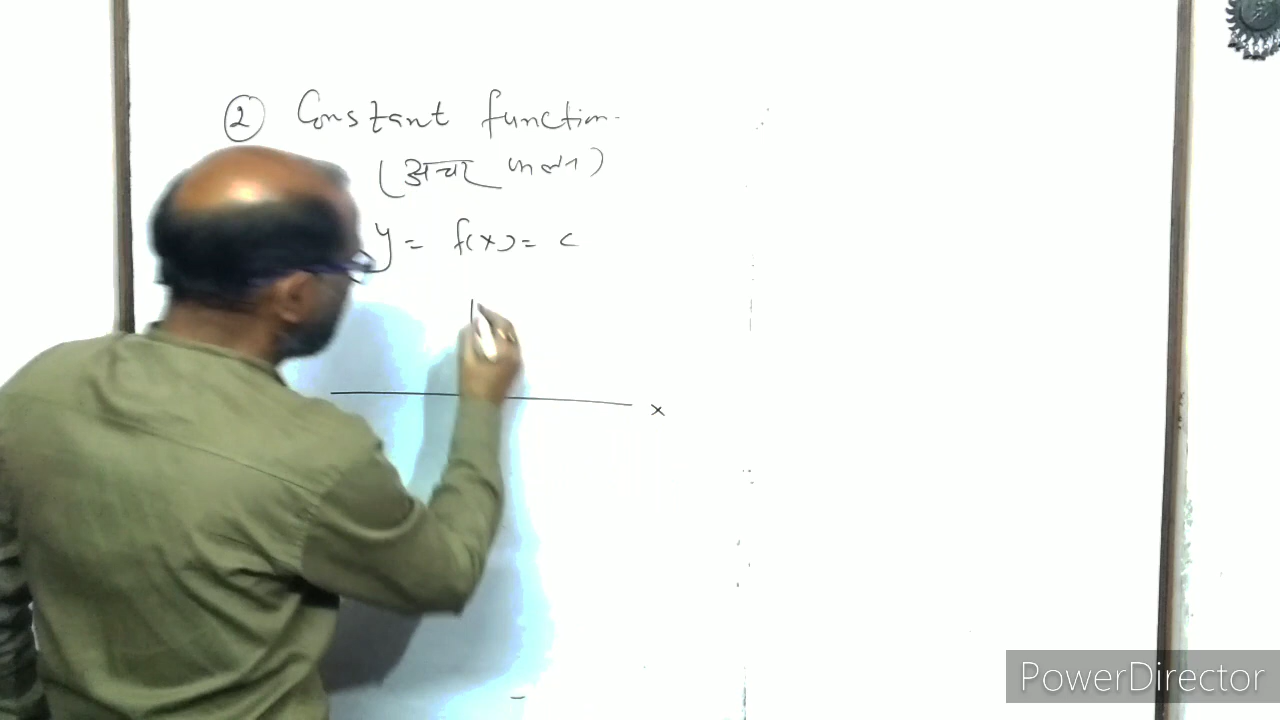 ② Constant function.
(अचर फलन)
y = f(x) = c
x
PowerDirector